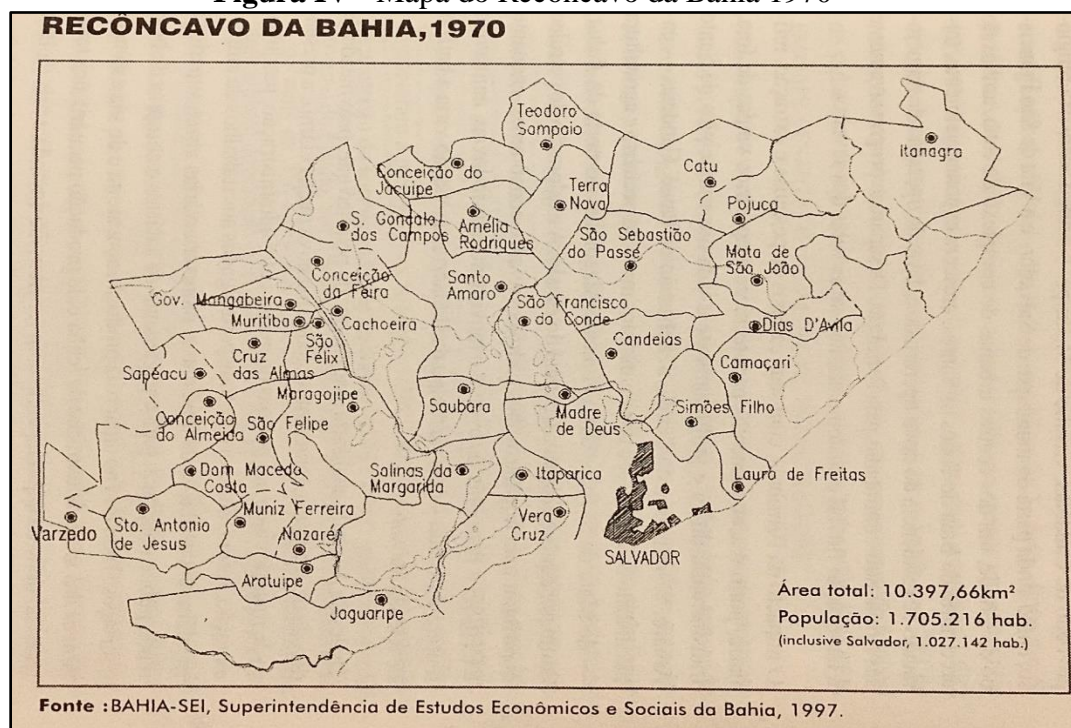 Figura IV – Mapa do Recôncavo da Bahia 1970
RECÔNCAVO DA BAHIA,1970
Teodoro
Sampaio
Itanagra
Conceição do
Jacuipe
Catu
Terra
Nova
Pojuca
S. Gonçalo
dos Campos
Amélia
Rodrigues
São Sebastião
do Passé
Mata de
São João
Conceição
da Feira
Santo
Amaro
Gov. Mangabeira
São Francisco
do Conde
Muritiba
Cachoeira
Dias D'Avila
São
Félix
Candeias
Cruz
das Almas
Sapeacu
Camaçari
Maragojipe
Saubara
Madre
de Deus
Simões Filho
Conceição
do Almeida
São Felipe
Dom Macedo
Costa
Salinas da
Margarida
Itaparica
Lauro de Freitas
Muniz Ferreira
Vera
Cruz
Varzedo
Sto. Antonio
de Jesus
Nazaré
SALVADOR
Aratuipe
Jaguaripe
Área total: 10.397,66km²
População: 1.705.216 hab.
(inclusive Salvador, 1.027.142 hab.)
Fonte :BAHIA-SEI, Superintendência de Estudos Econômicos e Sociais da Bahia, 1997.